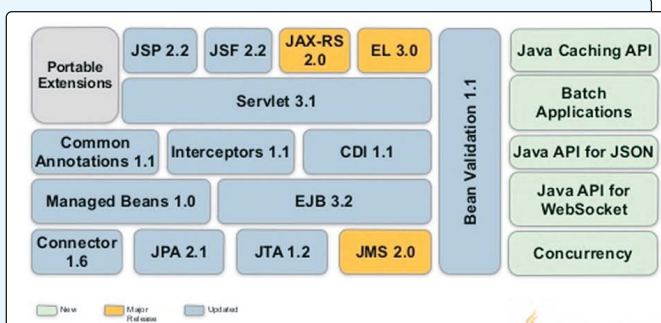 Portable
Extensions
JSP 2.2
JSF 2.2
JAX-RS
2.0
EL 3.0
Servlet 3.1
Common
Annotations 1.1
Interceptors 1.1
CDI 1.1
Managed Beans 1.0
EJB 3.2
Connector
1.6
JPA 2.1
JTA 1.2
JMS 2.0
Bean Validation 1.1
Java Caching API
Batch
Applications
Java API for JSON
Java API for
WebSocket
Concurrency
New
Major
Release
Updated